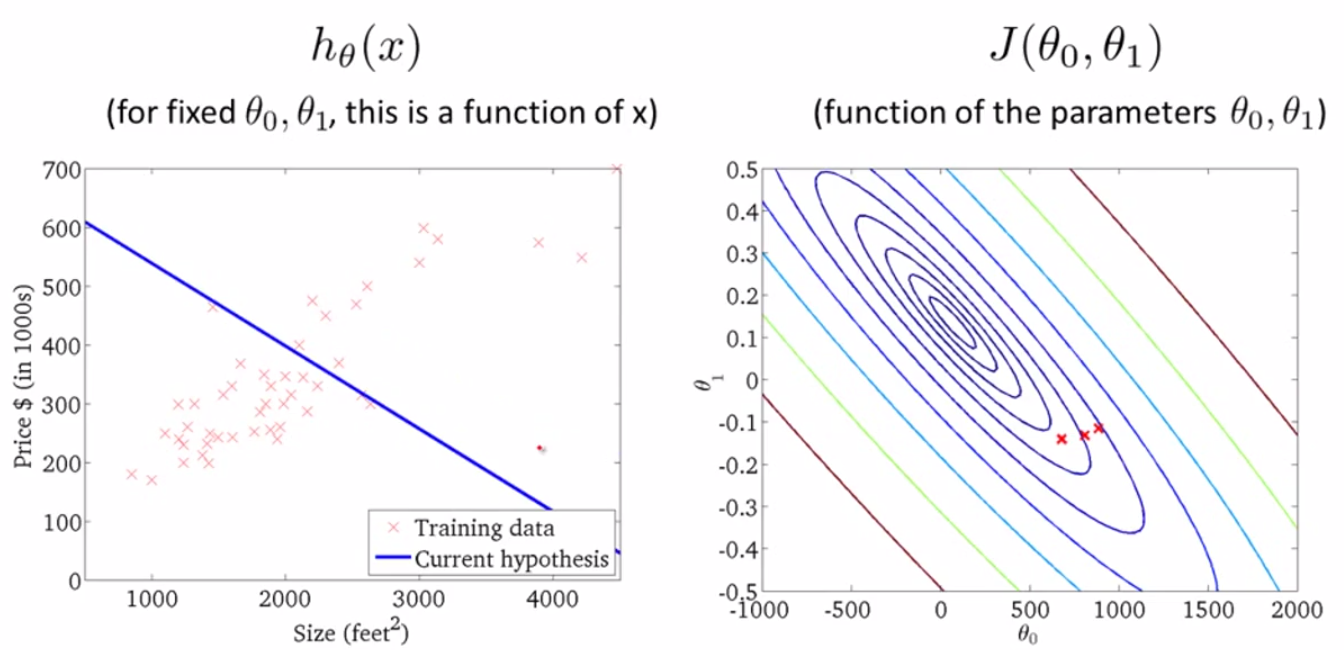 hθ(x)
(for fixed θ0, θ1, this is a function of x)
700
600
500
400
300
200
100
0
Price $ (in 1000s)
1000 2000 3000 4000
Size (feet2)
Training data
Current hypothesis
J(θ0, θ1)
(function of the parameters θ0, θ1)
0.5
0.4
0.3
0.2
0.1
0
-0.1
-0.2
-0.3
-0.4
-0.5
θ1
-1000 -500 0 500 1000 1500 2000
θ0